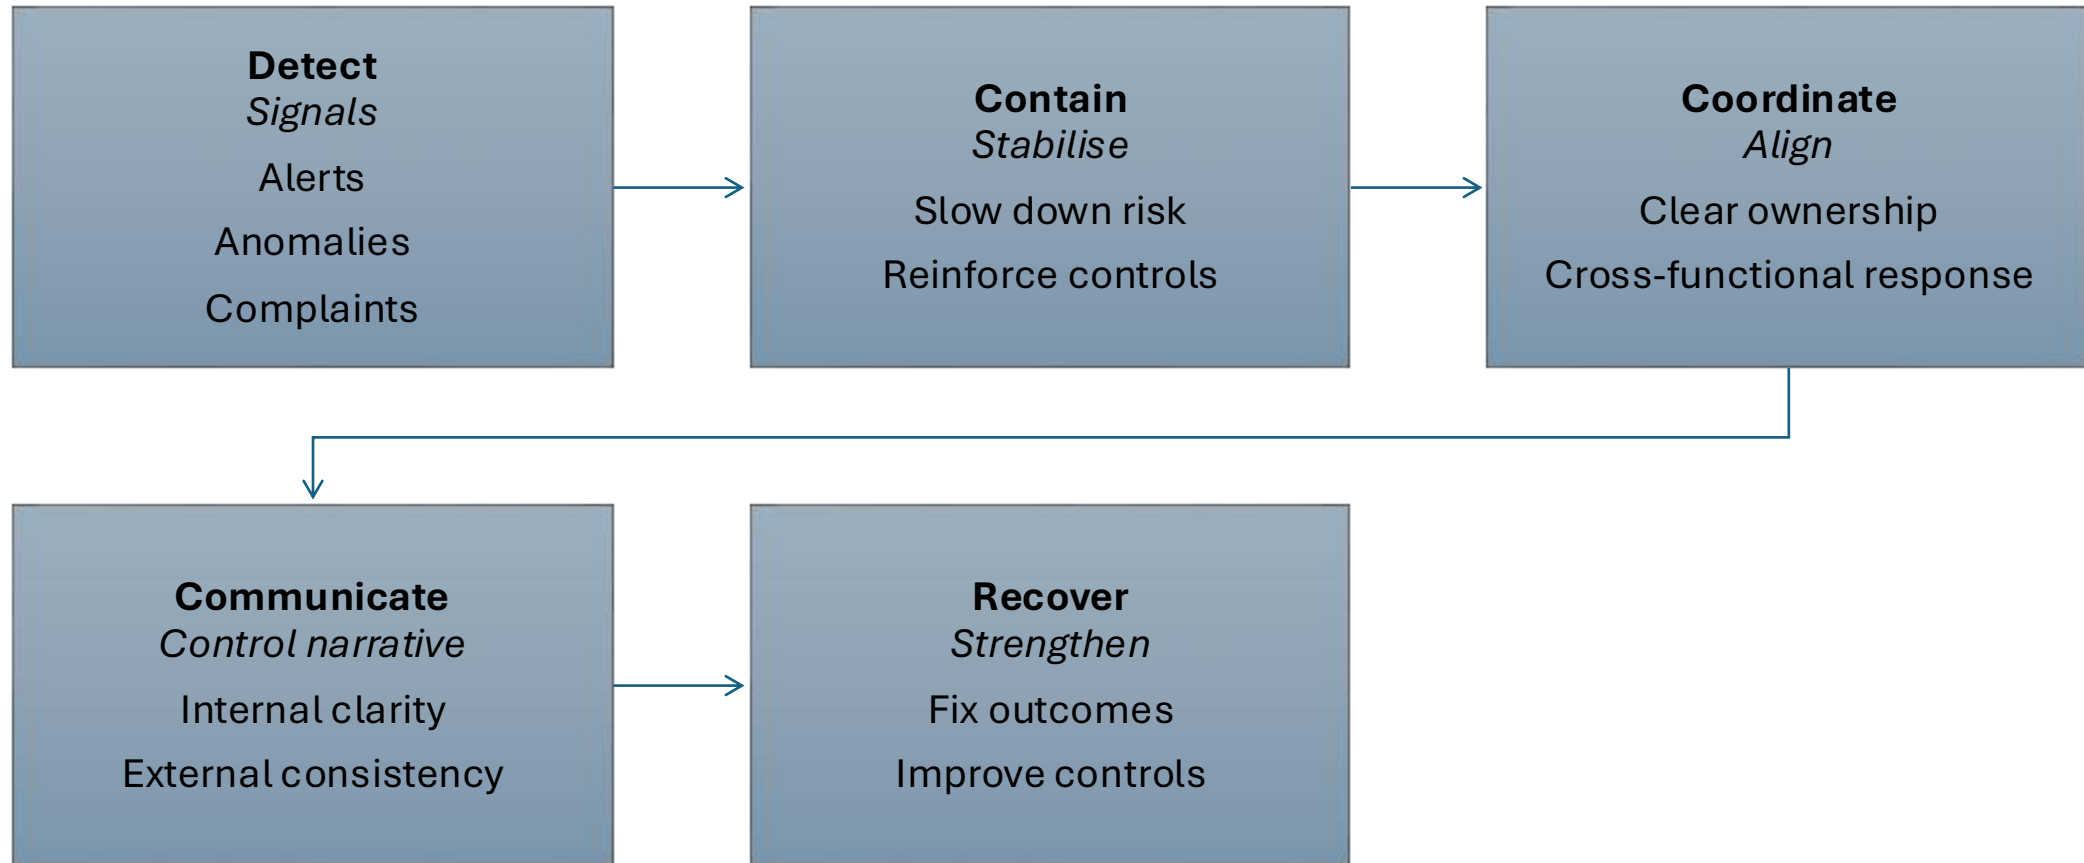 Detect
Signals
Alerts
Anomalies
Complaints
Contain
Stabilise
Slow down risk
Reinforce controls
Coordinate
Align
Clear ownership
Cross-functional response
Communicate
Control narrative
Internal clarity
External consistency
Recover
Strengthen
Fix outcomes
Improve controls